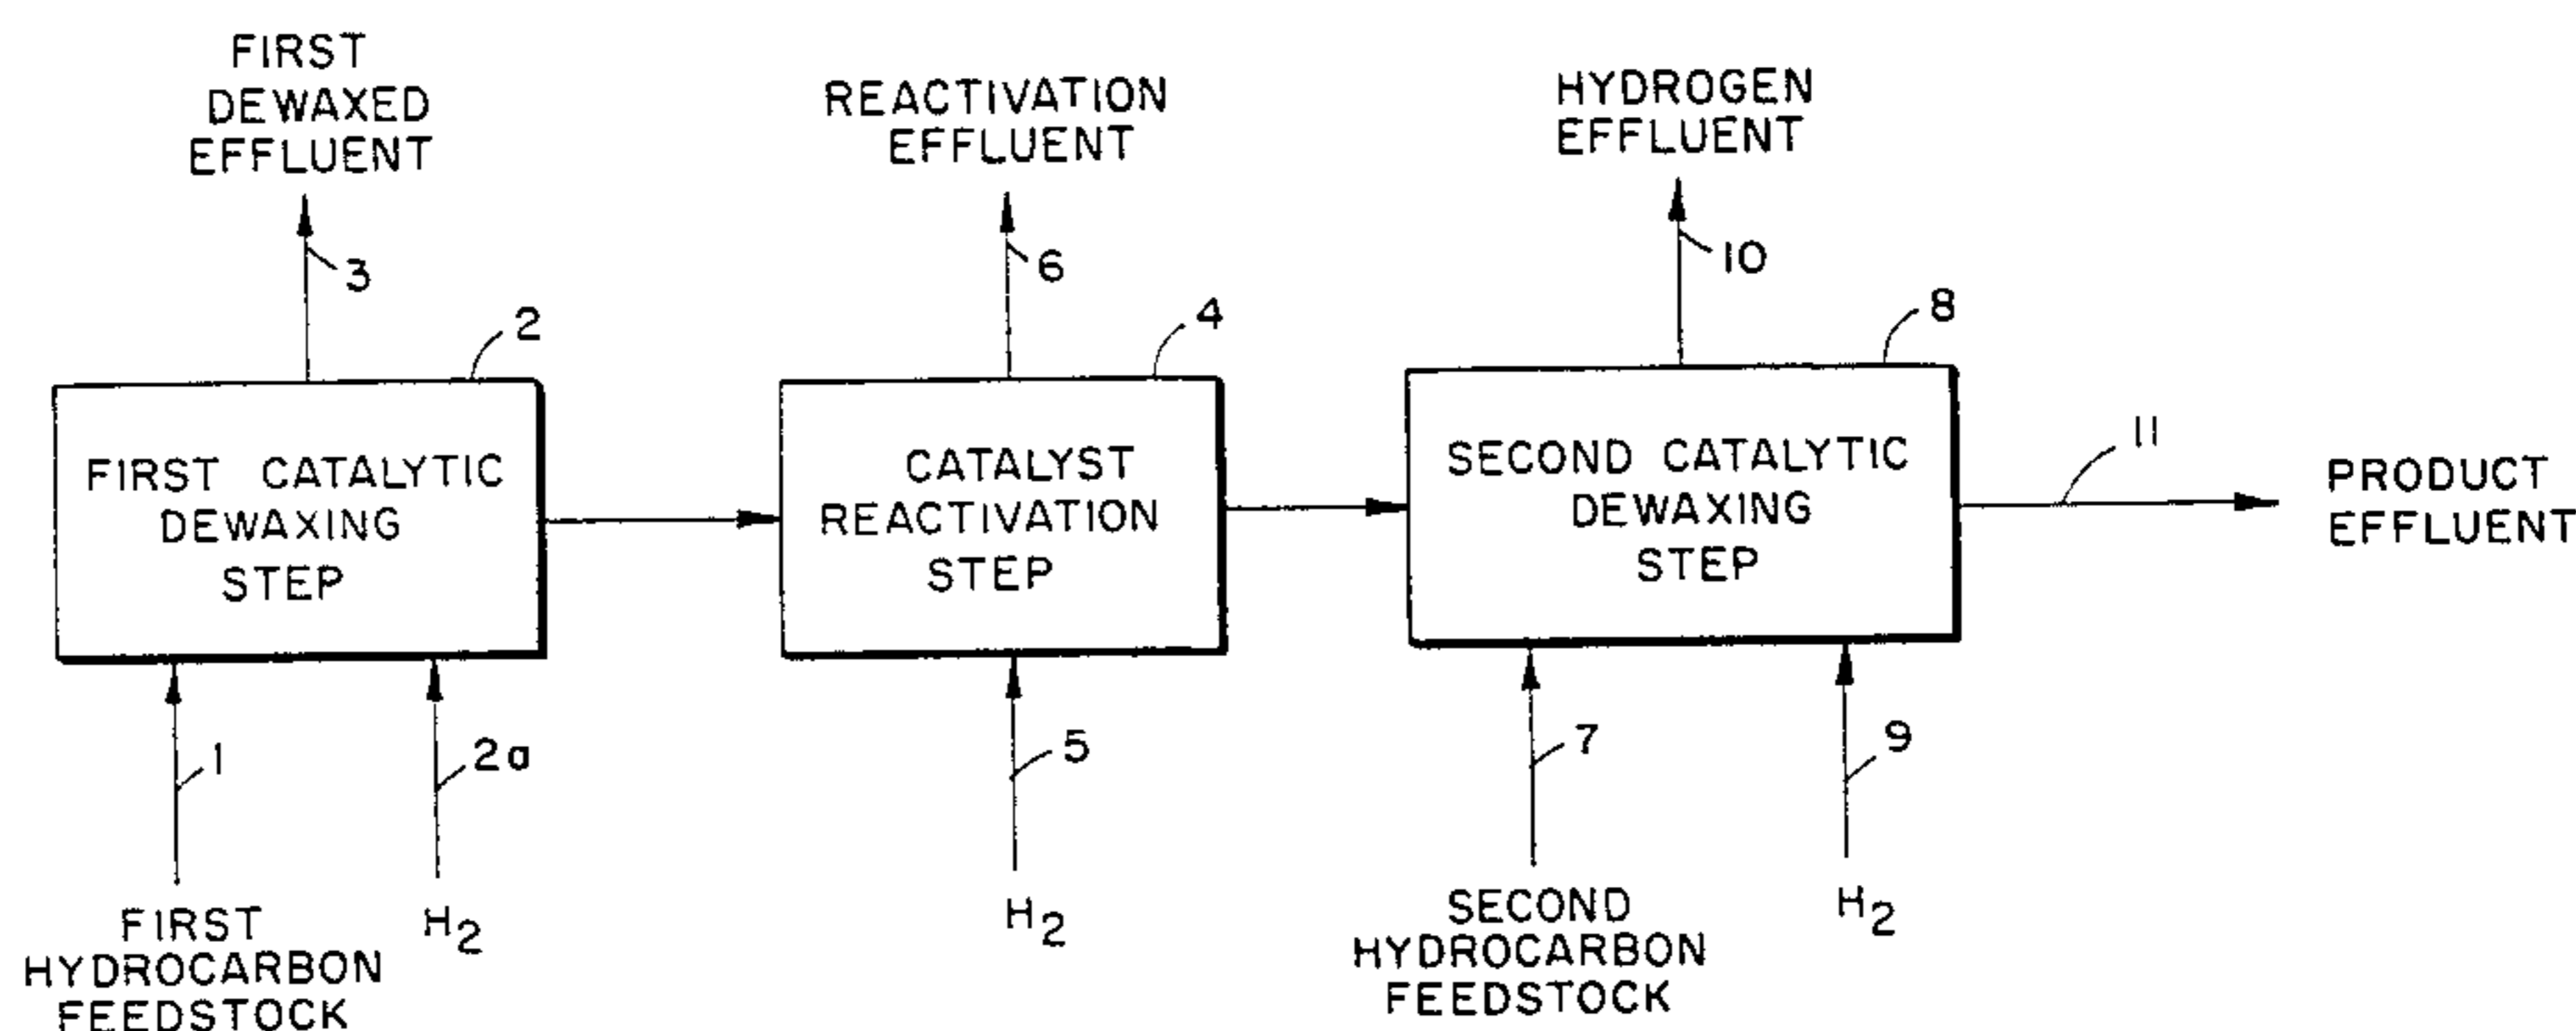 FIRST
DEWAXED
EFFLUENT
3
2
FIRST CATALYTIC
DEWAXING
STEP
1
2a
FIRST
HYDROCARBON
FEEDSTOCK
H2
REACTIVATION
EFFLUENT
6
4
CATALYST
REACTIVATION
STEP
5
H2
HYDROGEN
EFFLUENT
10
8
SECOND CATALYTIC
DEWAXING
STEP
7
9
SECOND
HYDROCARBON
FEEDSTOCK
H2
11
PRODUCT
EFFLUENT